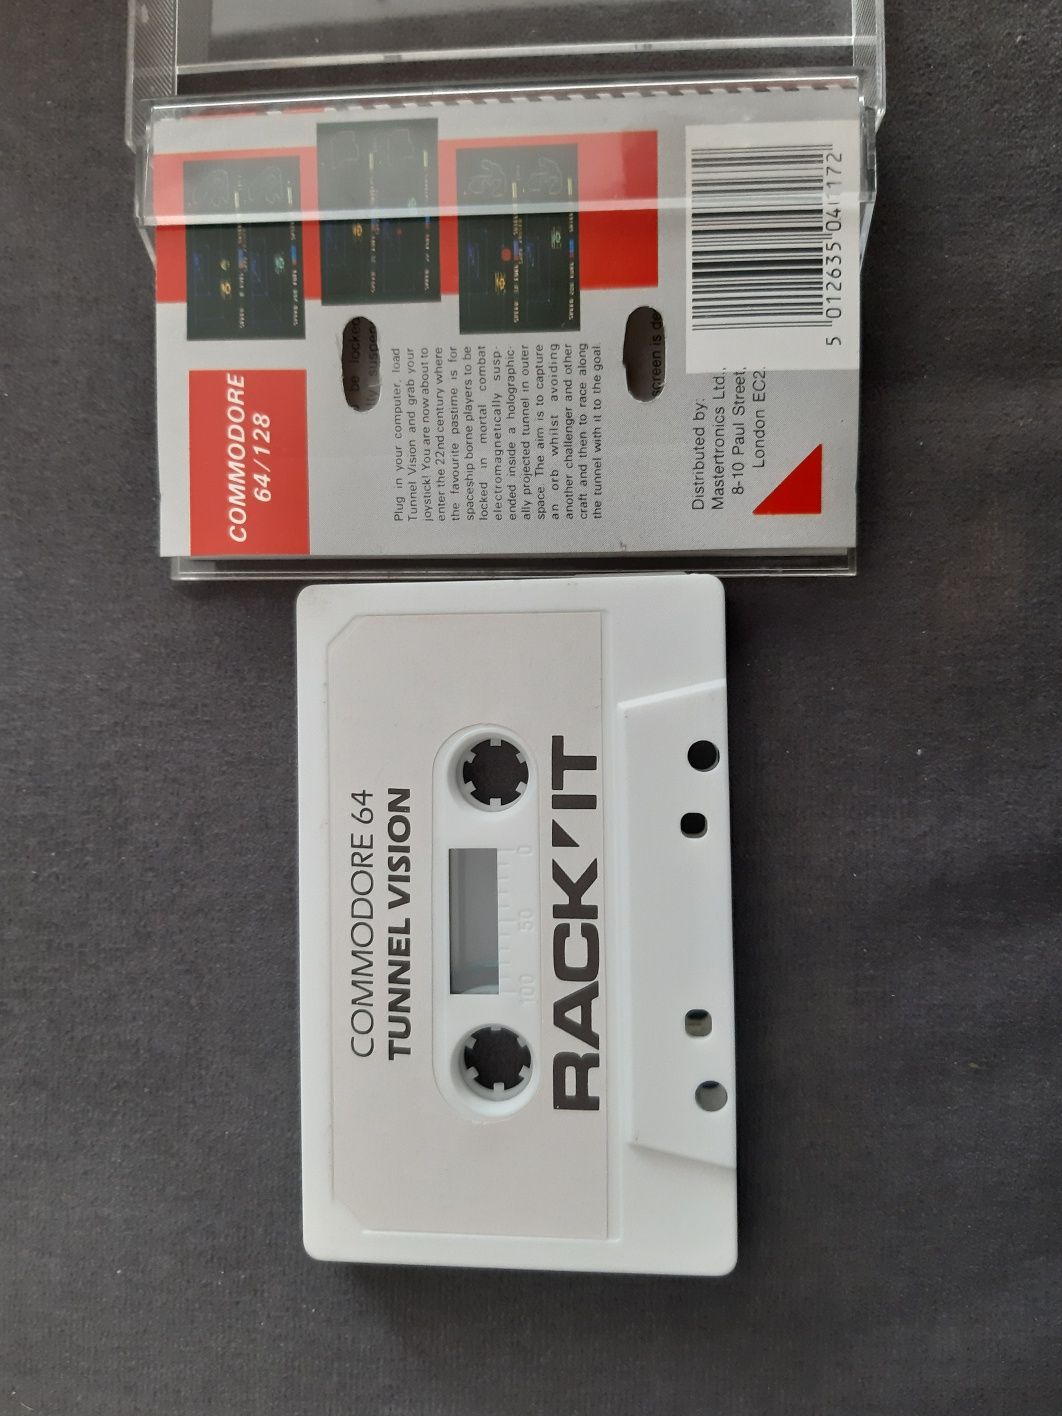 COMMODORE
64/128
Plug in your computer, load
Tunnel Vision and grab your
joystick! You are now about to
enter the 22nd century where
the favourite pastime is for
spaceship borne players to be
locked in mortal combat
electromagnetically susp-
ended inside a holographic-
ally projected tunnel in outer
space. The aim is to capture
an orb whilst avoiding
another challenger and other
craft and then to race along
the tunnel with it to the goal.
be locked
screen is
Distributed by:
Mastertronics Ltd.,
8-10 Paul Street,
London EC2.
5 012635 041172
COMMODORE 64
TUNNEL VISION
100 50 0
RACK'IT